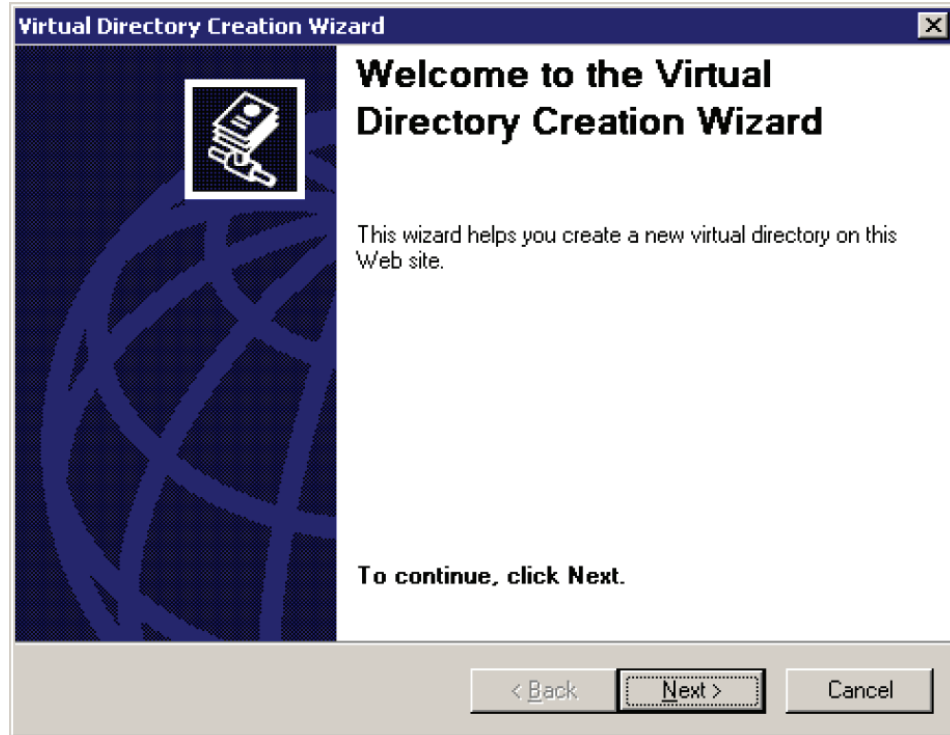 Virtual Directory Creation Wizard
Welcome to the Virtual
Directory Creation Wizard
This wizard helps you create a new virtual directory on this
Web site.
To continue, click Next.
< Back Next > Cancel